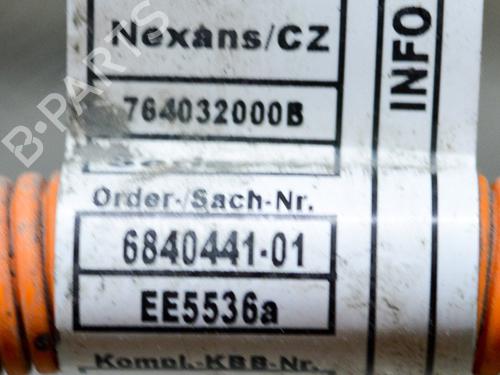 Nexans/CZ
764032000B
Order-/Sach-Nr.
6840441-01
EE5536a
Kompl.-KBB-Nr.
INFO
B-PARTS